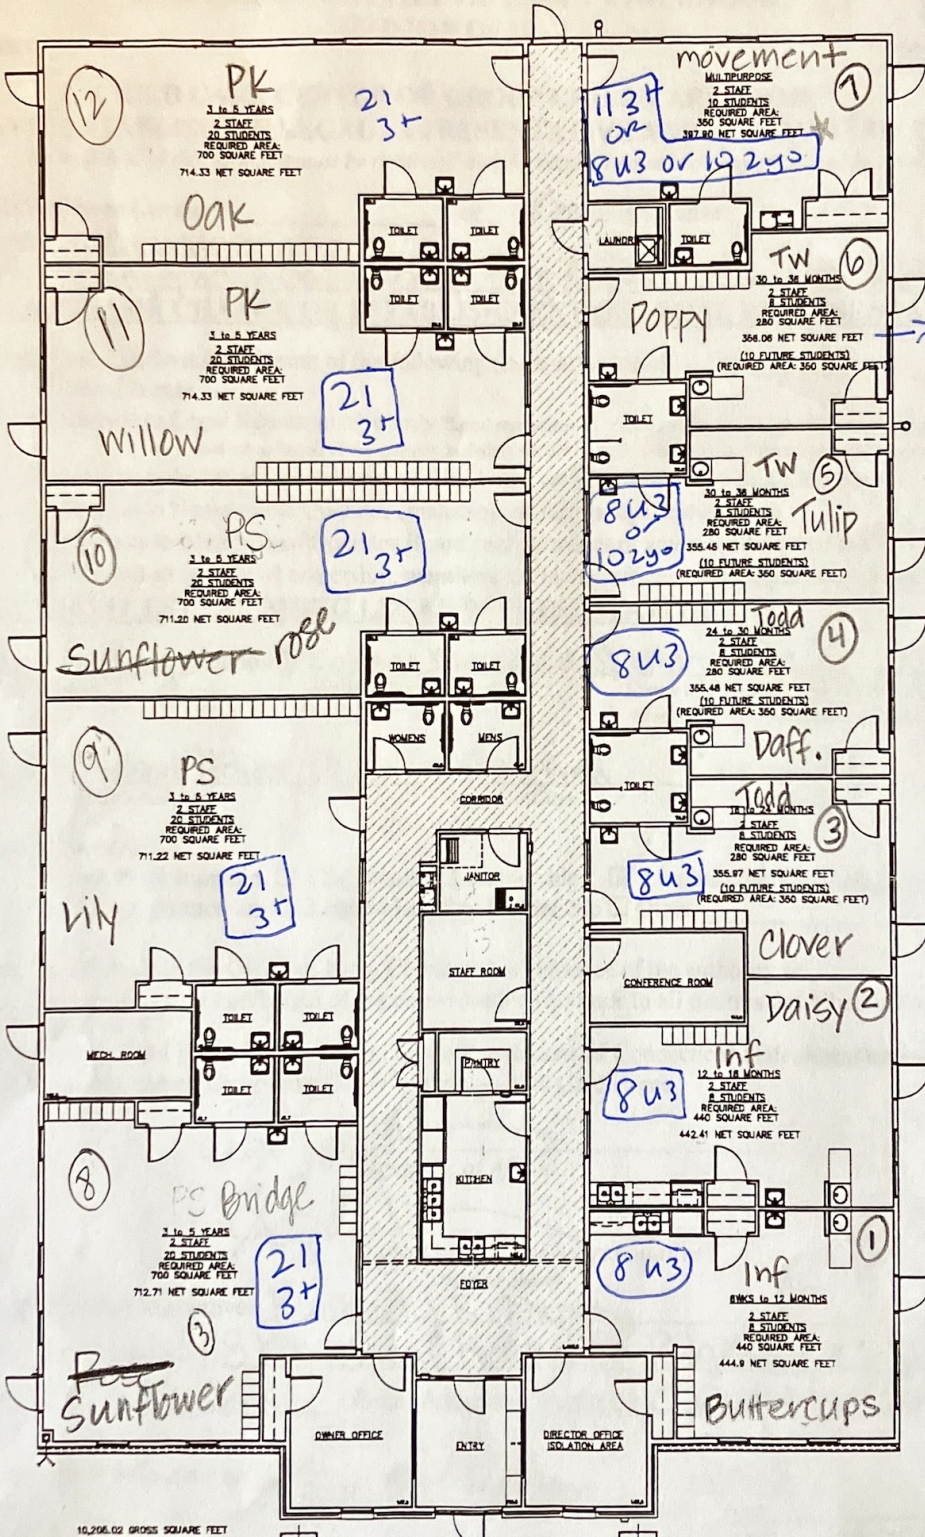 12
PK
3 to 5 YEARS
2 STAFF
20 STUDENTS
REQUIRED AREA:
700 SQUARE FEET
714.33 NET SQUARE FEET
21
3+
Oak
TOILET
TOILET
11
PK
3 to 5 YEARS
2 STAFF
20 STUDENTS
REQUIRED AREA:
700 SQUARE FEET
714.33 NET SQUARE FEET
TOILET
TOILET
21
3+
Willow
10
PS
3 to 5 YEARS
2 STAFF
20 STUDENTS
REQUIRED AREA:
700 SQUARE FEET
711.20 NET SQUARE FEET
21
3+
Sunflower rose
TOILET
TOILET
WOMENS
MENS
9
PS
3 to 5 YEARS
2 STAFF
20 STUDENTS
REQUIRED AREA:
700 SQUARE FEET
711.22 NET SQUARE FEET
21
3+
Lily
TOILET
TOILET
MECH. ROOM
TOILET
TOILET
8
PS Bridge
3 to 5 YEARS
2 STAFF
20 STUDENTS
REQUIRED AREA:
700 SQUARE FEET
712.71 NET SQUARE FEET
21
3+
3
Sunflower
CORRIDOR
JANITOR
STAFF ROOM
PANTRY
KITCHEN
FOYER
OWNER OFFICE
ENTRY
DIRECTOR OFFICE
ISOLATION AREA
movement
7
MULTIPURPOSE
2 STAFF
10 STUDENTS
REQUIRED AREA:
350 SQUARE FEET
397.90 NET SQUARE FEET
11 3+
OR
8 U3 or 10 2yo
LAUNDRY
TOILET
TW
6
30 to 36 MONTHS
2 STAFF
8 STUDENTS
REQUIRED AREA:
280 SQUARE FEET
356.06 NET SQUARE FEET
(10 FUTURE STUDENTS)
(REQUIRED AREA: 350 SQUARE FEET)
Poppy
TOILET
TW
5
30 to 36 MONTHS
2 STAFF
8 STUDENTS
REQUIRED AREA:
280 SQUARE FEET
355.45 NET SQUARE FEET
(10 FUTURE STUDENTS)
(REQUIRED AREA: 350 SQUARE FEET)
Tulip
8 U3
or
10 2yo
Todd
4
24 to 30 MONTHS
2 STAFF
8 STUDENTS
REQUIRED AREA:
280 SQUARE FEET
355.48 NET SQUARE FEET
(10 FUTURE STUDENTS)
(REQUIRED AREA: 350 SQUARE FEET)
8 U3
Daff.
TOILET
Todd
3
18 to 24 MONTHS
2 STAFF
8 STUDENTS
REQUIRED AREA:
280 SQUARE FEET
355.97 NET SQUARE FEET
(10 FUTURE STUDENTS)
(REQUIRED AREA: 350 SQUARE FEET)
8 U3
Clover
CONFERENCE ROOM
Daisy
2
Inf
12 to 18 MONTHS
2 STAFF
8 STUDENTS
REQUIRED AREA:
440 SQUARE FEET
442.41 NET SQUARE FEET
8 U3
1
8 U3
Inf
6WKS to 12 MONTHS
2 STAFF
8 STUDENTS
REQUIRED AREA:
440 SQUARE FEET
444.9 NET SQUARE FEET
Buttercups
10,206.02 GROSS SQUARE FEET